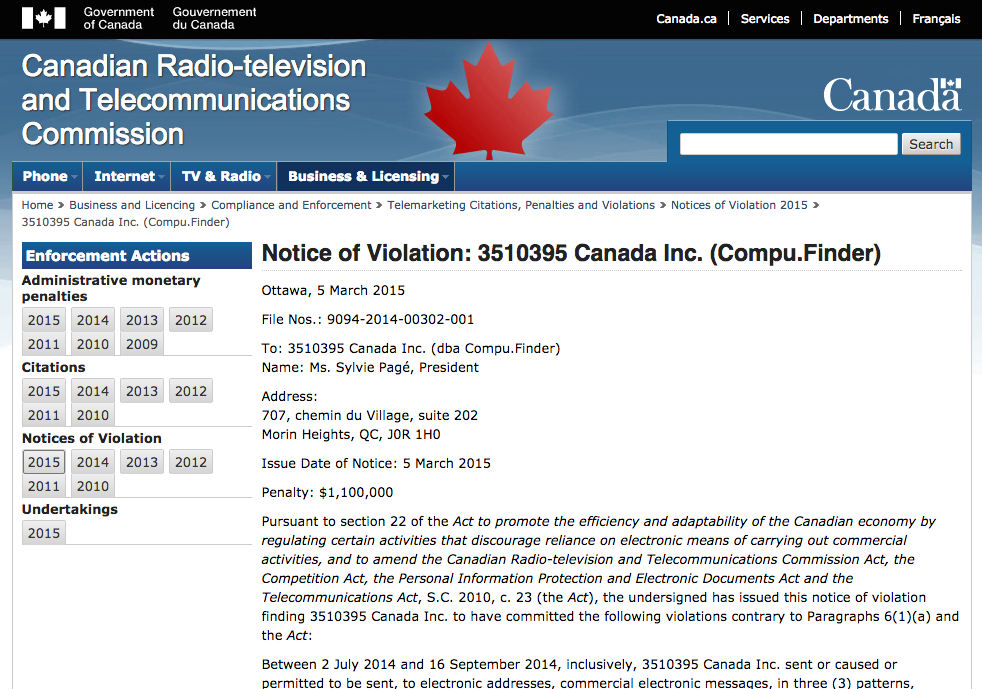 Government of Canada
Gouvernement du Canada
Canada.ca
Services
Departments
Français
Canadian Radio-television
and Telecommunications
Commission
Canada
Search
Phone
Internet
TV & Radio
Business & Licensing
Home » Business and Licencing » Compliance and Enforcement » Telemarketing Citations, Penalties and Violations » Notices of Violation 2015 »
3510395 Canada Inc. (Compu.Finder)
Enforcement Actions
Administrative monetary
penalties
2015 2014 2013 2012
2011 2010 2009
Citations
2015 2014 2013 2012
2011 2010
Notices of Violation
2015 2014 2013 2012
2011 2010
Undertakings
2015
Notice of Violation: 3510395 Canada Inc. (Compu.Finder)
Ottawa, 5 March 2015
File Nos.: 9094-2014-00302-001
To: 3510395 Canada Inc. (dba Compu.Finder)
Name: Ms. Sylvie Pagé, President
Address:
707, chemin du Village, suite 202
Morin Heights, QC, J0R 1H0
Issue Date of Notice: 5 March 2015
Penalty: $1,100,000
Pursuant to section 22 of the Act to promote the efficiency and adaptability of the Canadian economy by
regulating certain activities that discourage reliance on electronic means of carrying out commercial
activities, and to amend the Canadian Radio-television and Telecommunications Commission Act, the
Competition Act, the Personal Information Protection and Electronic Documents Act and the
Telecommunications Act, S.C. 2010, c. 23 (the Act), the undersigned has issued this notice of violation
finding 3510395 Canada Inc. to have committed the following violations contrary to Paragraphs 6(1)(a) and
the Act:
Between 2 July 2014 and 16 September 2014, inclusively, 3510395 Canada Inc. sent or caused or
permitted to be sent, to electronic addresses, commercial electronic messages, in three (3) patterns,